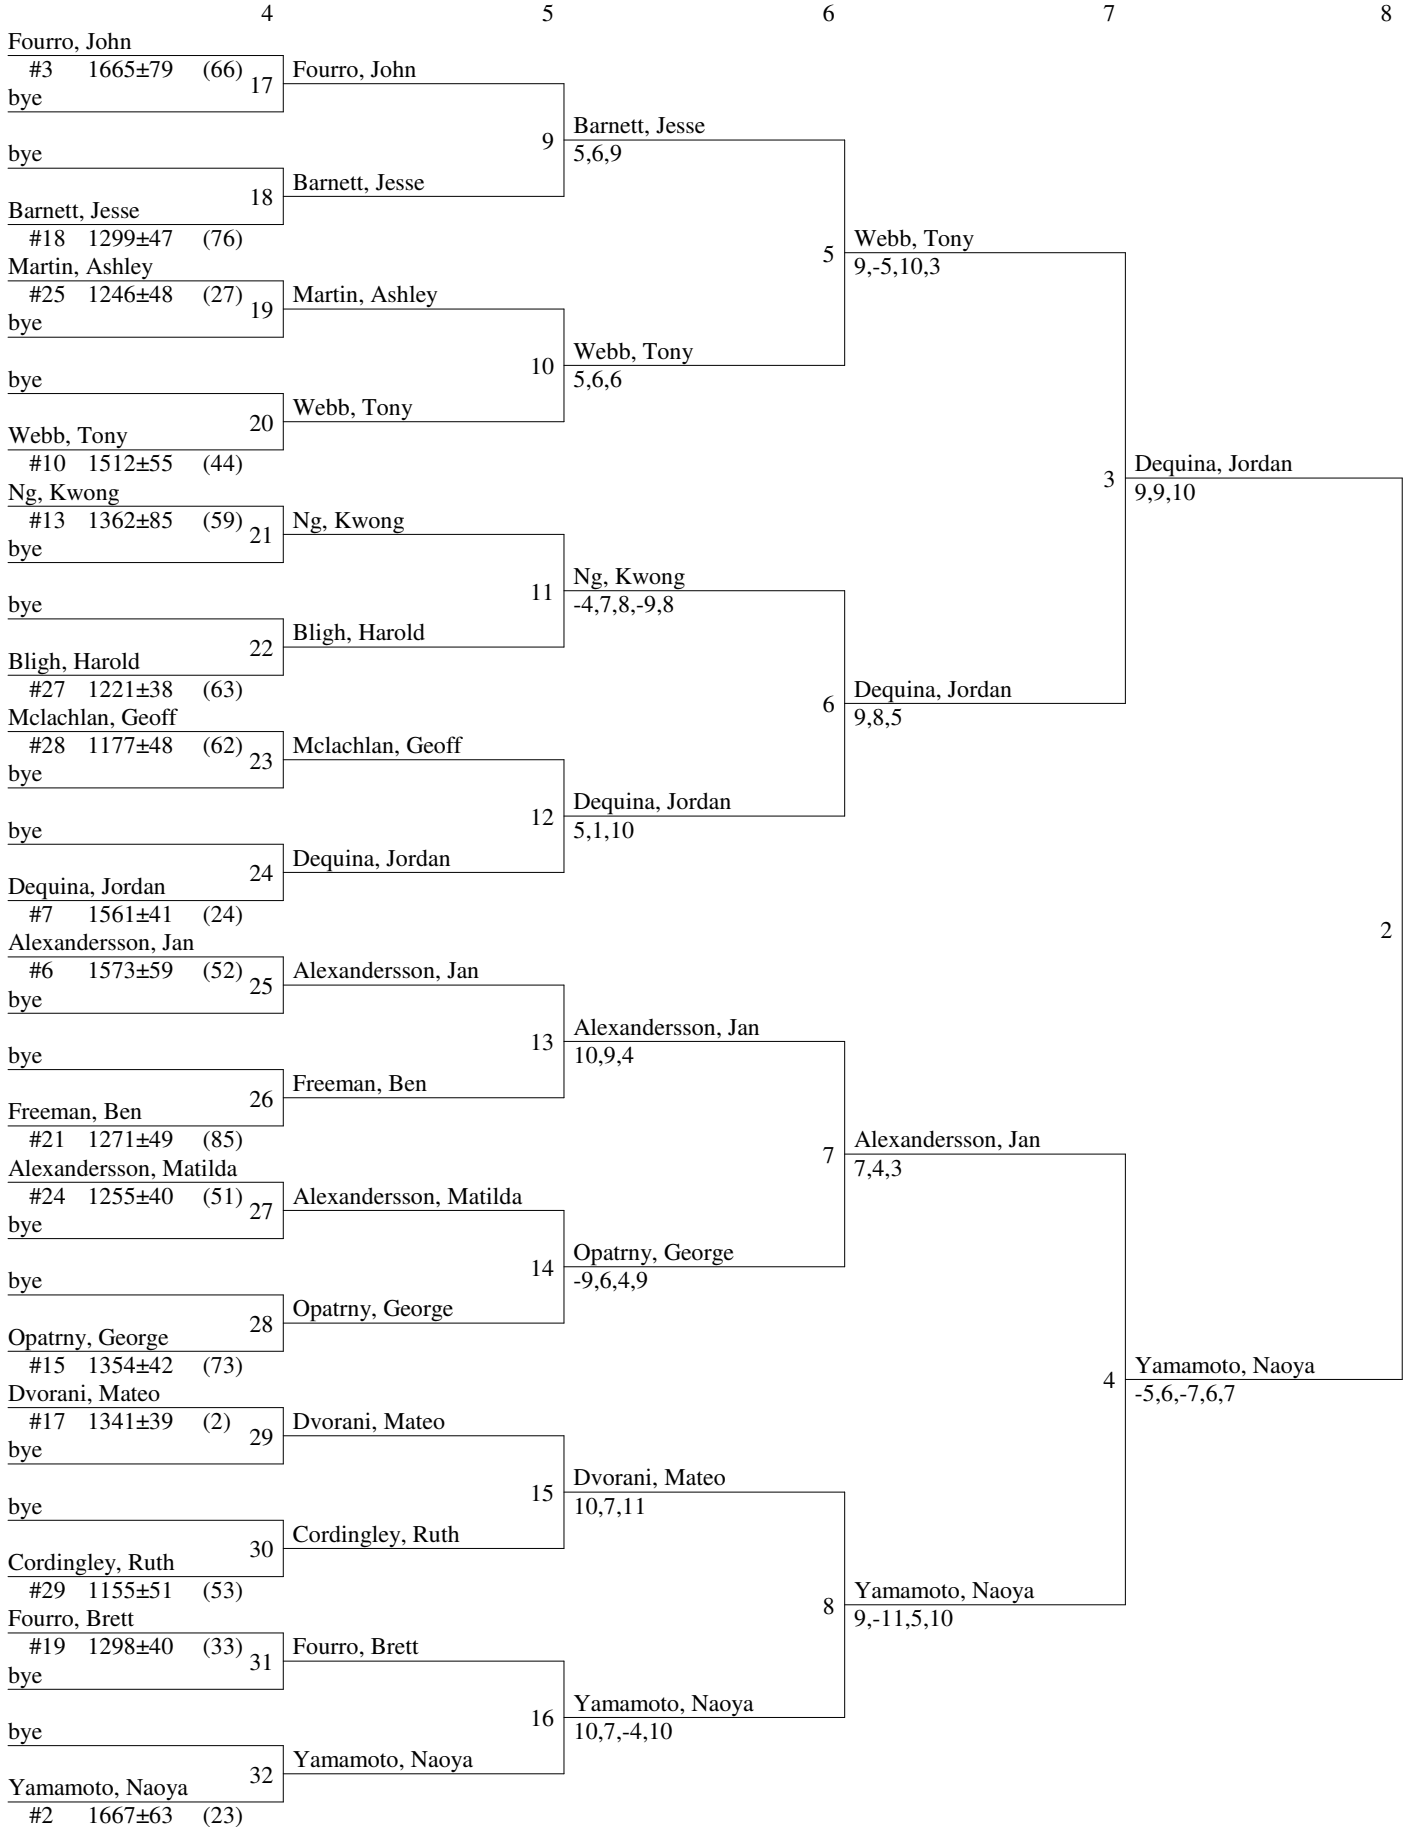 4 5 6 7 8
Fourro, John
#3 1665±79 (66) 17 Fourro, John
bye
9 Barnett, Jesse
5,6,9
bye
18 Barnett, Jesse
Barnett, Jesse
#18 1299±47 (76)
5 Webb, Tony
9,-5,10,3
Martin, Ashley
#25 1246±48 (27) 19 Martin, Ashley
bye
10 Webb, Tony
5,6,6
bye
20 Webb, Tony
Webb, Tony
#10 1512±55 (44)
3 Dequina, Jordan
9,9,10
Ng, Kwong
#13 1362±85 (59) 21 Ng, Kwong
bye
11 Ng, Kwong
-4,7,8,-9,8
bye
22 Bligh, Harold
Bligh, Harold
#27 1221±38 (63)
6 Dequina, Jordan
9,8,5
Mclachlan, Geoff
#28 1177±48 (62) 23 Mclachlan, Geoff
bye
12 Dequina, Jordan
5,1,10
bye
24 Dequina, Jordan
Dequina, Jordan
#7 1561±41 (24)
2
Alexandersson, Jan
#6 1573±59 (52) 25 Alexandersson, Jan
bye
13 Alexandersson, Jan
10,9,4
bye
26 Freeman, Ben
Freeman, Ben
#21 1271±49 (85)
7 Alexandersson, Jan
7,4,3
Alexandersson, Matilda
#24 1255±40 (51) 27 Alexandersson, Matilda
bye
14 Opatrny, George
-9,6,4,9
bye
28 Opatrny, George
Opatrny, George
#15 1354±42 (73)
4 Yamamoto, Naoya
-5,6,-7,6,7
Dvorani, Mateo
#17 1341±39 (2) 29 Dvorani, Mateo
bye
15 Dvorani, Mateo
10,7,11
bye
30 Cordingley, Ruth
Cordingley, Ruth
#29 1155±51 (53)
8 Yamamoto, Naoya
9,-11,5,10
Fourro, Brett
#19 1298±40 (33) 31 Fourro, Brett
bye
16 Yamamoto, Naoya
10,7,-4,10
bye
32 Yamamoto, Naoya
Yamamoto, Naoya
#2 1667±63 (23)